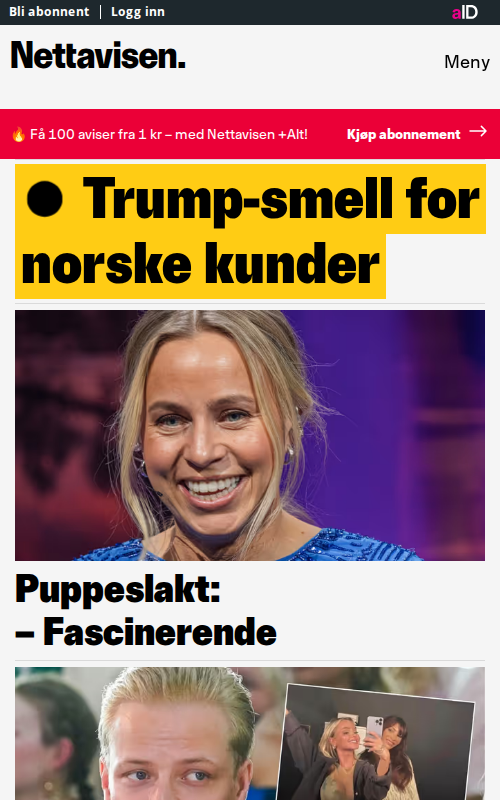 Bli abonnent | Logg inn
aID
Nettavisen.
Meny
🔥 Få 100 aviser fra 1 kr – med Nettavisen +Alt!
Kjøp abonnement →
● Trump-smell for
norske kunder
Puppeslakt:
– Fascinerende